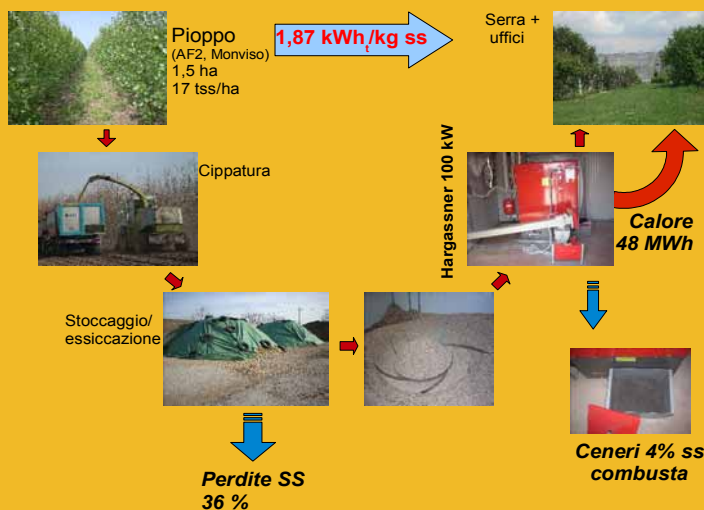 Pioppo
(AF2, Monviso)
1,5 ha
17 tss/ha
1,87 kWht/kg ss
Serra +
uffici
Cippatura
Hargassner 100 kW
Calore
48 MWh
Stoccaggio/
essiccazione
Perdite SS
36 %
Ceneri 4% ss
combusta